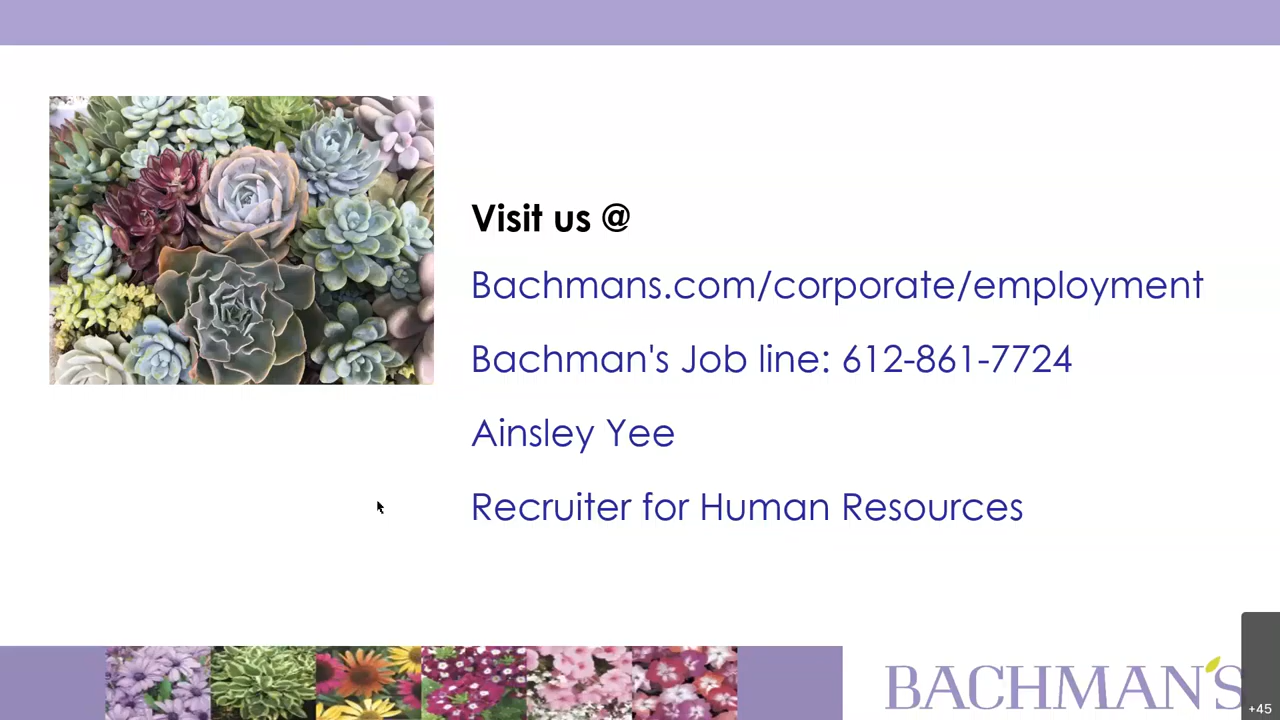 Visit us @
Bachmans.com/corporate/employment
Bachman's Job line: 612-861-7724
Ainsley Yee
Recruiter for Human Resources
BACHMAN'S
+45